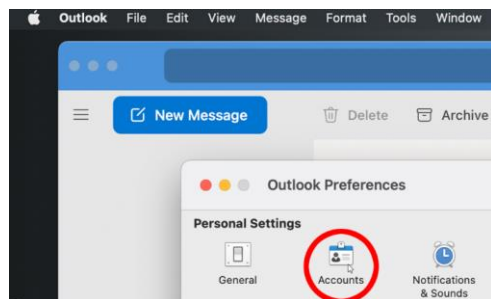 Outlook File Edit View Message Format Tools Window
New Message Delete Archive
Outlook Preferences
Personal Settings
General Accounts Notifications
& Sounds